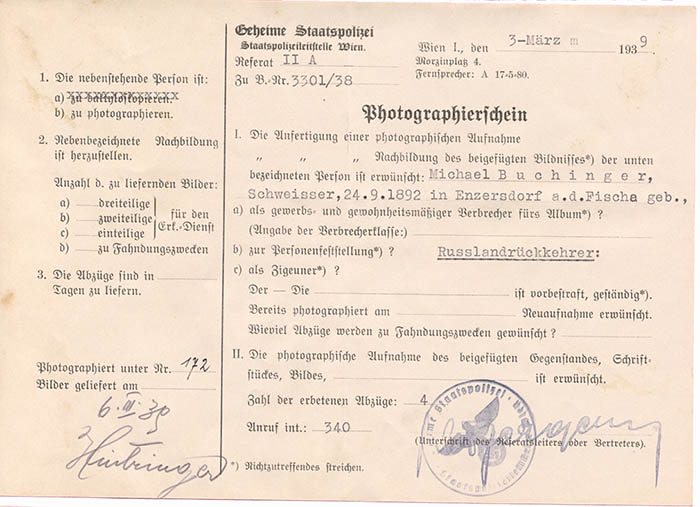 Geheime Staatspolizei
Staatspolizeileitstelle Wien.
Referat II A
Zu B.-Nr. 3301/38
Wien I., den 3-März m 1939.
Morzinplatz 4.
Fernsprecher: A 17-5-80.
1. Die nebenstehende Person ist:
a) zu daktyloskopieren.
b) zu photographieren.
2. Nebenbezeichnete Nachbildung
ist herzustellen.
Anzahl d. zu liefernden Bilder:
a) dreiteilige
b) zweiteilige
c) einteilige
für den
Erk.-Dienst
d) zu Fahndungszwecken
3. Die Abzüge sind in
Tagen zu liefern.
Photographiert unter Nr. 172
Bilder geliefert am
6. III. 39
Photographierschein
I. Die Anfertigung einer photographischen Aufnahme
„ „ „ Nachbildung des beigefügten Bildnisses*) der unten
bezeichneten Person ist erwünscht: Michael Buchinger,
Schweisser, 24.9.1892 in Enzersdorf a.d.Fischa geb.,
a) als gewerbs- und gewohnheitsmäßiger Verbrecher fürs Album*) ?
(Angabe der Verbrecherklasse:)
b) zur Personenfeststellung*) ? Russlandrückkehrer:
c) als Zigeuner*) ?
Der — Die ist vorbestraft, geständig*).
Bereits photographiert am Neuaufnahme erwünscht.
Wieviel Abzüge werden zu Fahndungszwecken gewünscht ?
II. Die photographische Aufnahme des beigefügten Gegenstandes, Schrift-
stückes, Bildes, ist erwünscht.
Zahl der erbetenen Abzüge: 4
Anruf int.: 340
(Unterschrift des Referatsleiters oder Vertreters).
*) Nichtzutreffendes streichen.